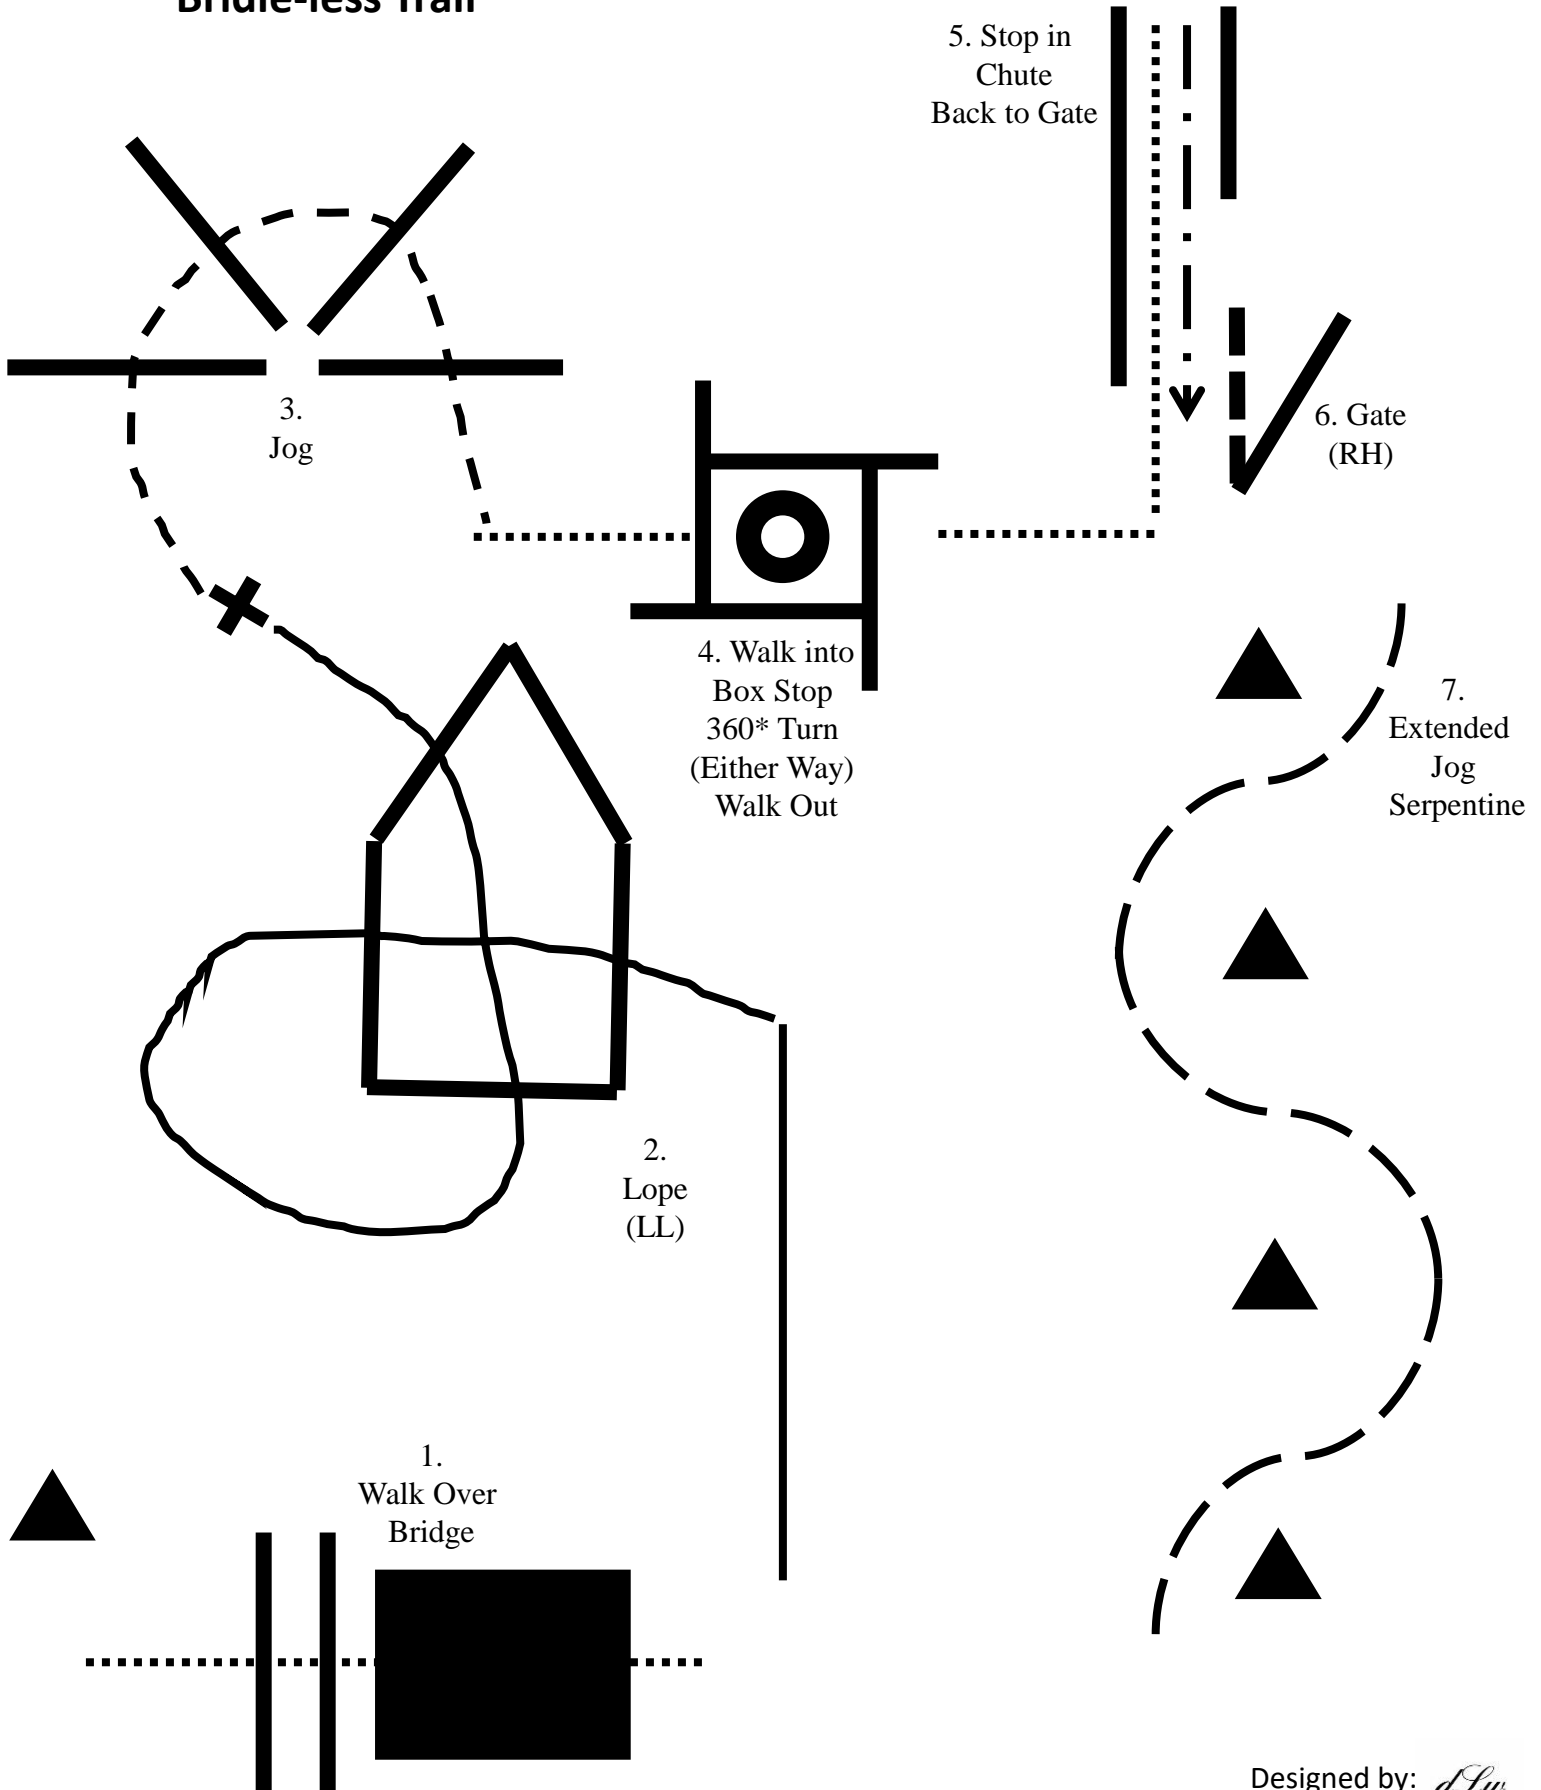 Bridle-less Trail
5. Stop in
Chute
Back to Gate
3.
Jog
6. Gate
(RH)
4. Walk into
Box Stop
360* Turn
(Either Way)
Walk Out
7.
Extended
Jog
Serpentine
2.
Lope
(LL)
1.
Walk Over
Bridge
Designed by: